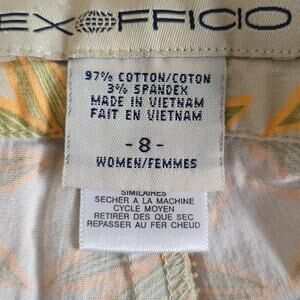 EXOFFICIO
97% COTTON/COTON
3% SPANDEX
MADE IN VIETNAM
FAIT EN VIETNAM
- 8 -
WOMEN/FEMMES
SIMILAIRES
SECHER A LA MACHINE
CYCLE MOYEN
RETIRER DES QUE SEC
REPASSER AU FER CHEUD